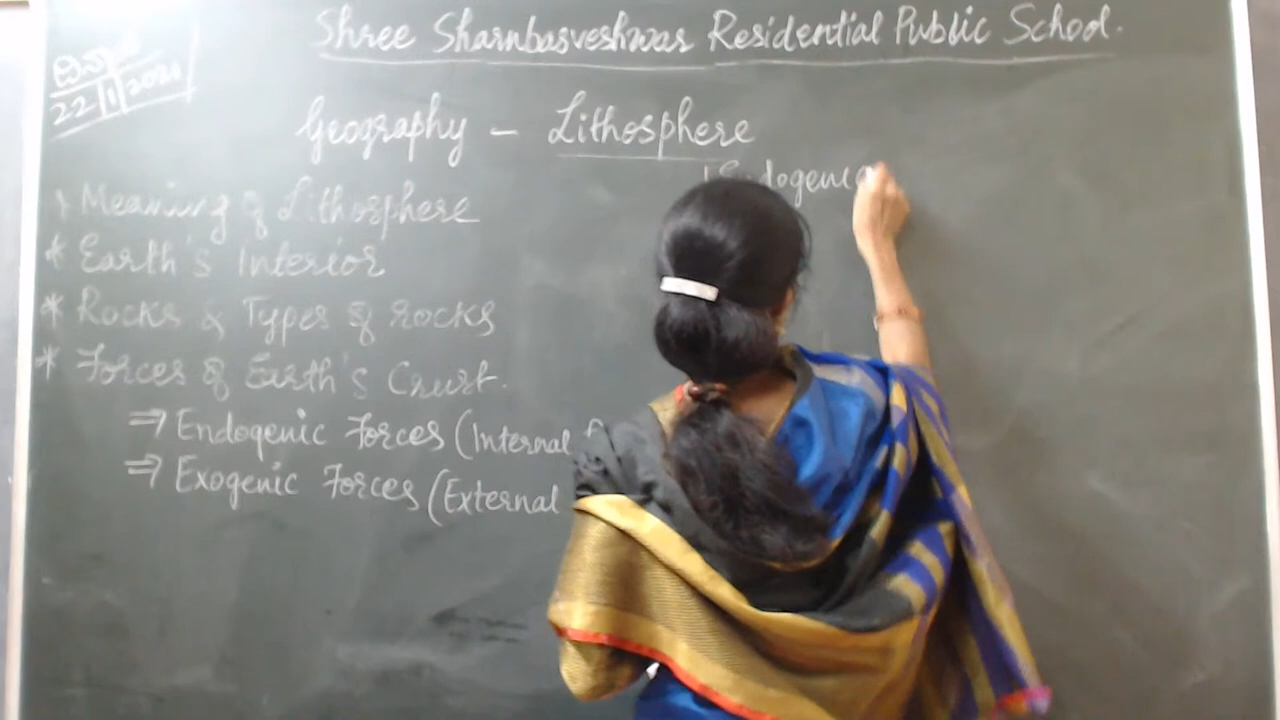 Shree Sharnbasveshwar Residential Public School.
22/1/2021
Geography – Lithosphere
Endogenc
* Meaning of Lithosphere
* Earth's Interior
* Rocks & Types of rocks
* Forces of Earth's Crust.
⇒ Endogenic Forces (Internal
⇒ Exogenic Forces (External